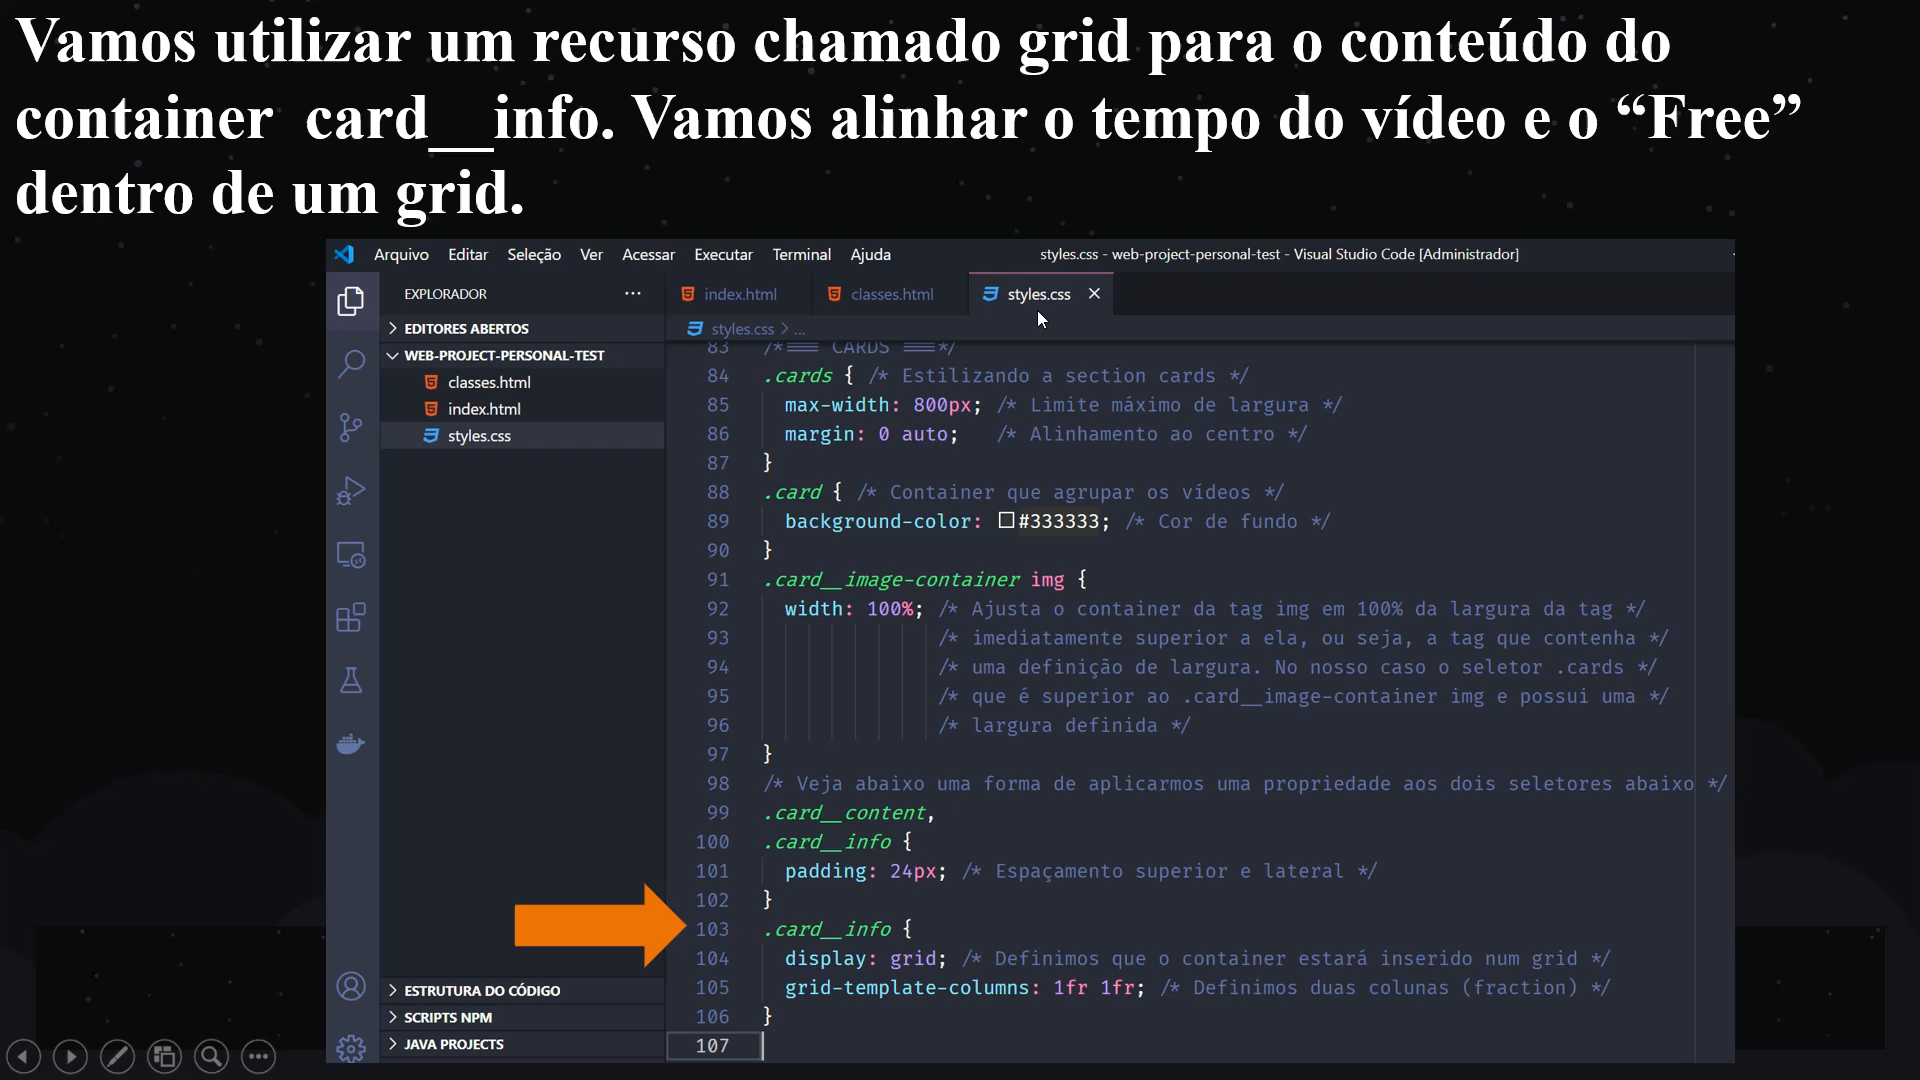 Vamos utilizar um recurso chamado grid para o conteúdo do
container card__info. Vamos alinhar o tempo do vídeo e o “Free”
dentro de um grid.
Arquivo Editar Seleção Ver Acessar Executar Terminal Ajuda
styles.css - web-project-personal-test - Visual Studio Code [Administrador]
EXPLORADOR ...
index.html
classes.html
styles.css
EDITORES ABERTOS
styles.css > ...
WEB-PROJECT-PERSONAL-TEST
classes.html
index.html
styles.css
83 /*=== CARDS ===*/
84 .cards { /* Estilizando a section cards */
85 max-width: 800px; /* Limite máximo de largura */
86 margin: 0 auto; /* Alinhamento ao centro */
87 }
88 .card { /* Container que agrupar os vídeos */
89 background-color: #333333; /* Cor de fundo */
90 }
91 .card__image-container img {
92 width: 100%; /* Ajusta o container da tag img em 100% da largura da tag */
93 /* imediatamente superior a ela, ou seja, a tag que contenha */
94 /* uma definição de largura. No nosso caso o seletor .cards */
95 /* que é superior ao .card__image-container img e possui uma */
96 /* largura definida */
97 }
98 /* Veja abaixo uma forma de aplicarmos uma propriedade aos dois seletores abaixo */
99 .card__content,
100 .card__info {
101 padding: 24px; /* Espaçamento superior e lateral */
102 }
103 .card__info {
104 display: grid; /* Definimos que o container estará inserido num grid */
105 grid-template-columns: 1fr 1fr; /* Definimos duas colunas (fraction) */
106 }
107
ESTRUTURA DO CÓDIGO
SCRIPTS NPM
JAVA PROJECTS